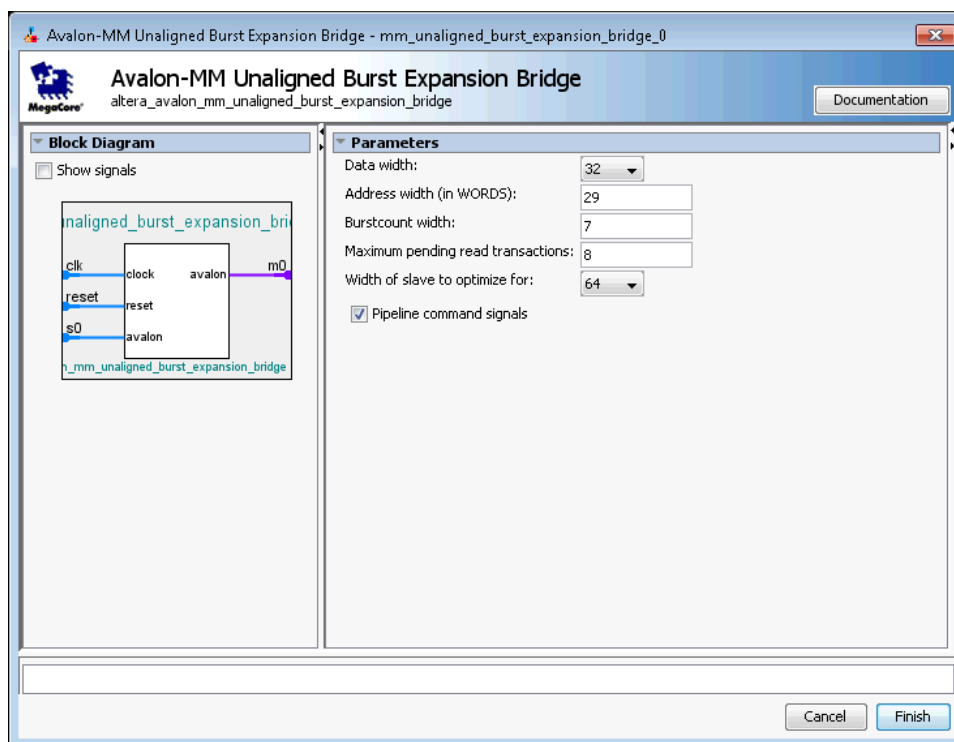 Avalon-MM Unaligned Burst Expansion Bridge - mm_unaligned_burst_expansion_bridge_0
MegaCore®
Avalon-MM Unaligned Burst Expansion Bridge
altera_avalon_mm_unaligned_burst_expansion_bridge
Documentation
Block Diagram
Show signals
unaligned_burst_expansion_bri
clk
clock
avalon
m0
reset
reset
s0
avalon
n_mm_unaligned_burst_expansion_bridge
Parameters
Data width: 32
Address width (in WORDS): 29
Burstcount width: 7
Maximum pending read transactions: 8
Width of slave to optimize for: 64
Pipeline command signals
Cancel
Finish